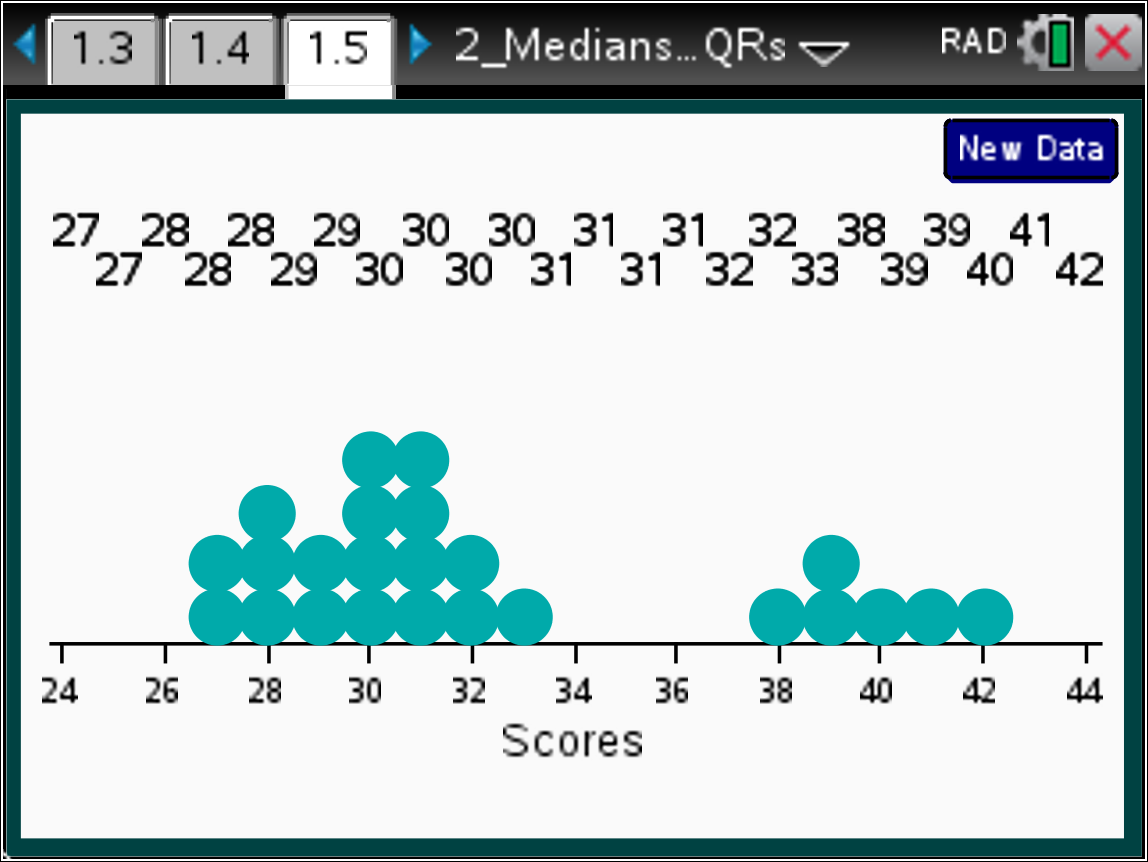 1.3 1.4 1.5 2_Medians...QRs RAD
New Data
27 28 28 29 30 30 31 31 32 38 39 41
27 28 29 30 30 31 31 32 33 39 40 42
24 26 28 30 32 34 36 38 40 42 44
Scores